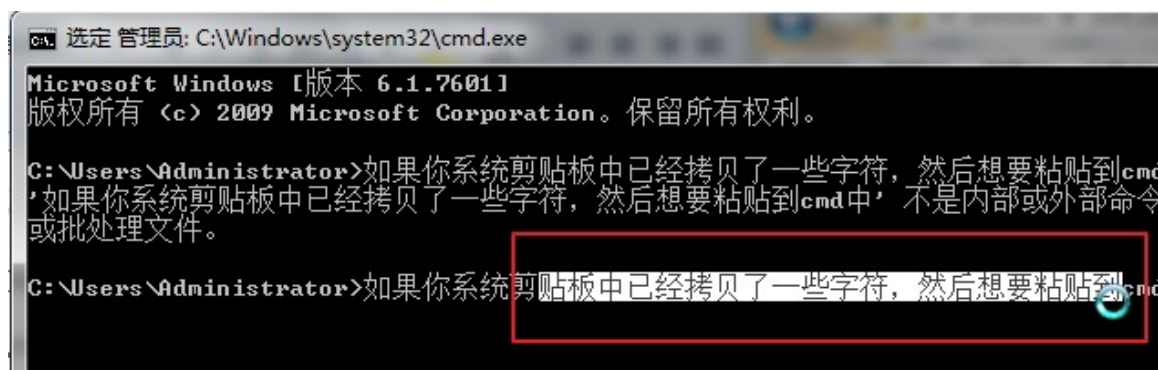 选定 管理员: C:\Windows\system32\cmd.exe
Microsoft Windows [版本 6.1.7601]
版权所有 (c) 2009 Microsoft Corporation。保留所有权利。
C:\Users\Administrator>如果你系统剪贴板中已经拷贝了一些字符，然后想要粘贴到cmd
'如果你系统剪贴板中已经拷贝了一些字符，然后想要粘贴到cmd中' 不是内部或外部命令
或批处理文件。
C:\Users\Administrator>如果你系统剪贴板中已经拷贝了一些字符，然后想要粘贴到cmd